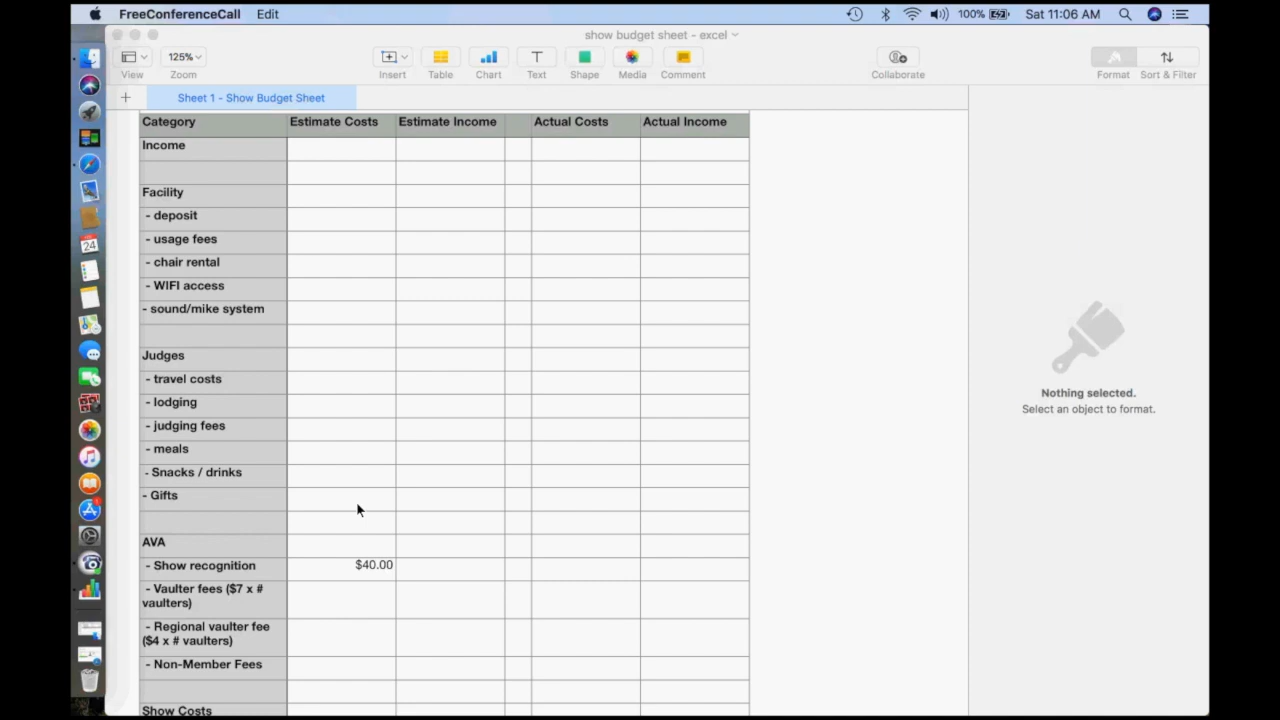 FreeConferenceCall Edit 100% Sat 11:06 AM
show budget sheet - excel
125%
View Zoom Insert Table Chart Text Shape Media Comment Collaborate Format Sort & Filter
+ Sheet 1 - Show Budget Sheet
Category Estimate Costs Estimate Income Actual Costs Actual Income
Income
Facility
- deposit
- usage fees
- chair rental
- WIFI access
- sound/mike system
Judges
- travel costs
- lodging
- judging fees
- meals
- Snacks / drinks
- Gifts
AVA
- Show recognition $40.00
- Vaulter fees ($7 x #
vaulters)
- Regional vaulter fee
($4 x # vaulters)
- Non-Member Fees
Show Costs
24
Nothing selected.
Select an object to format.